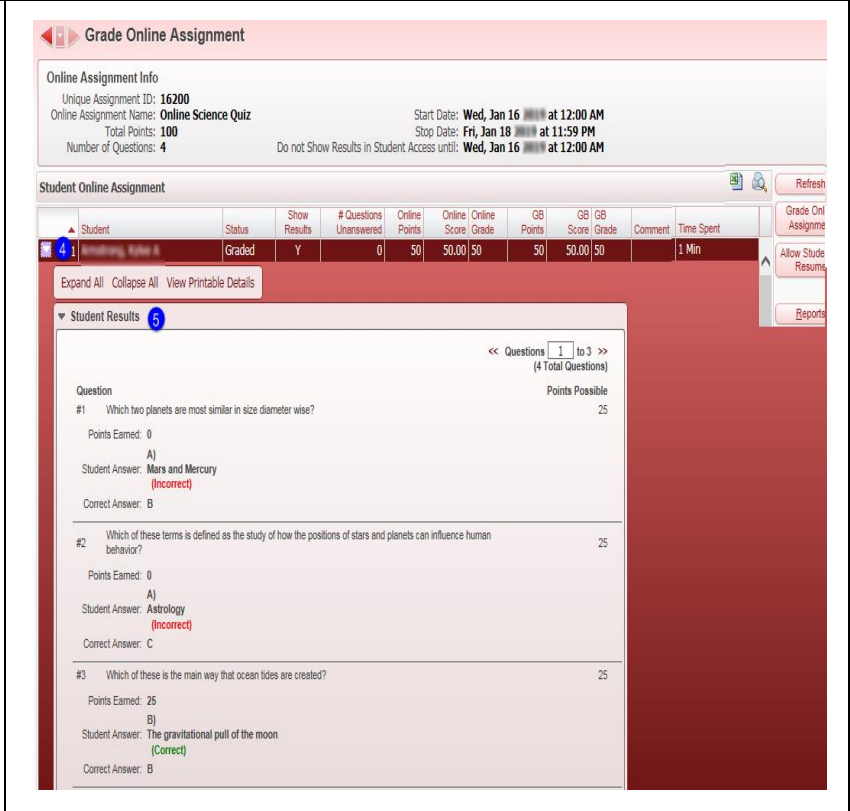 Grade Online Assignment
Online Assignment Info
Unique Assignment ID: 16200
Online Assignment Name: Online Science Quiz Start Date: Wed, Jan 16 at 12:00 AM
Total Points: 100 Stop Date: Fri, Jan 18 at 11:59 PM
Number of Questions: 4 Do not Show Results in Student Access until: Wed, Jan 16 at 12:00 AM
Student Online Assignment
Refresh
Student Status Show Results # Questions Unanswered Online Points Online Score Online Grade GB Points GB Score GB Grade Comment Time Spent
Grade Onl
Assignme
4 1 Graded Y 0 50 50.00 50 50 50.00 50 1 Min
Allow Stude
Resume
Expand All Collapse All View Printable Details
Reports
Student Results 5
<< Questions 1 to 3 >>
(4 Total Questions)
Question Points Possible
#1 Which two planets are most similar in size diameter wise? 25
Points Earned: 0
A)
Student Answer: Mars and Mercury
(Incorrect)
Correct Answer: B
#2 Which of these terms is defined as the study of how the positions of stars and planets can influence human 25
behavior?
Points Earned: 0
A)
Student Answer: Astrology
(Incorrect)
Correct Answer: C
#3 Which of these is the main way that ocean tides are created? 25
Points Earned: 25
B)
Student Answer: The gravitational pull of the moon
(Correct)
Correct Answer: B